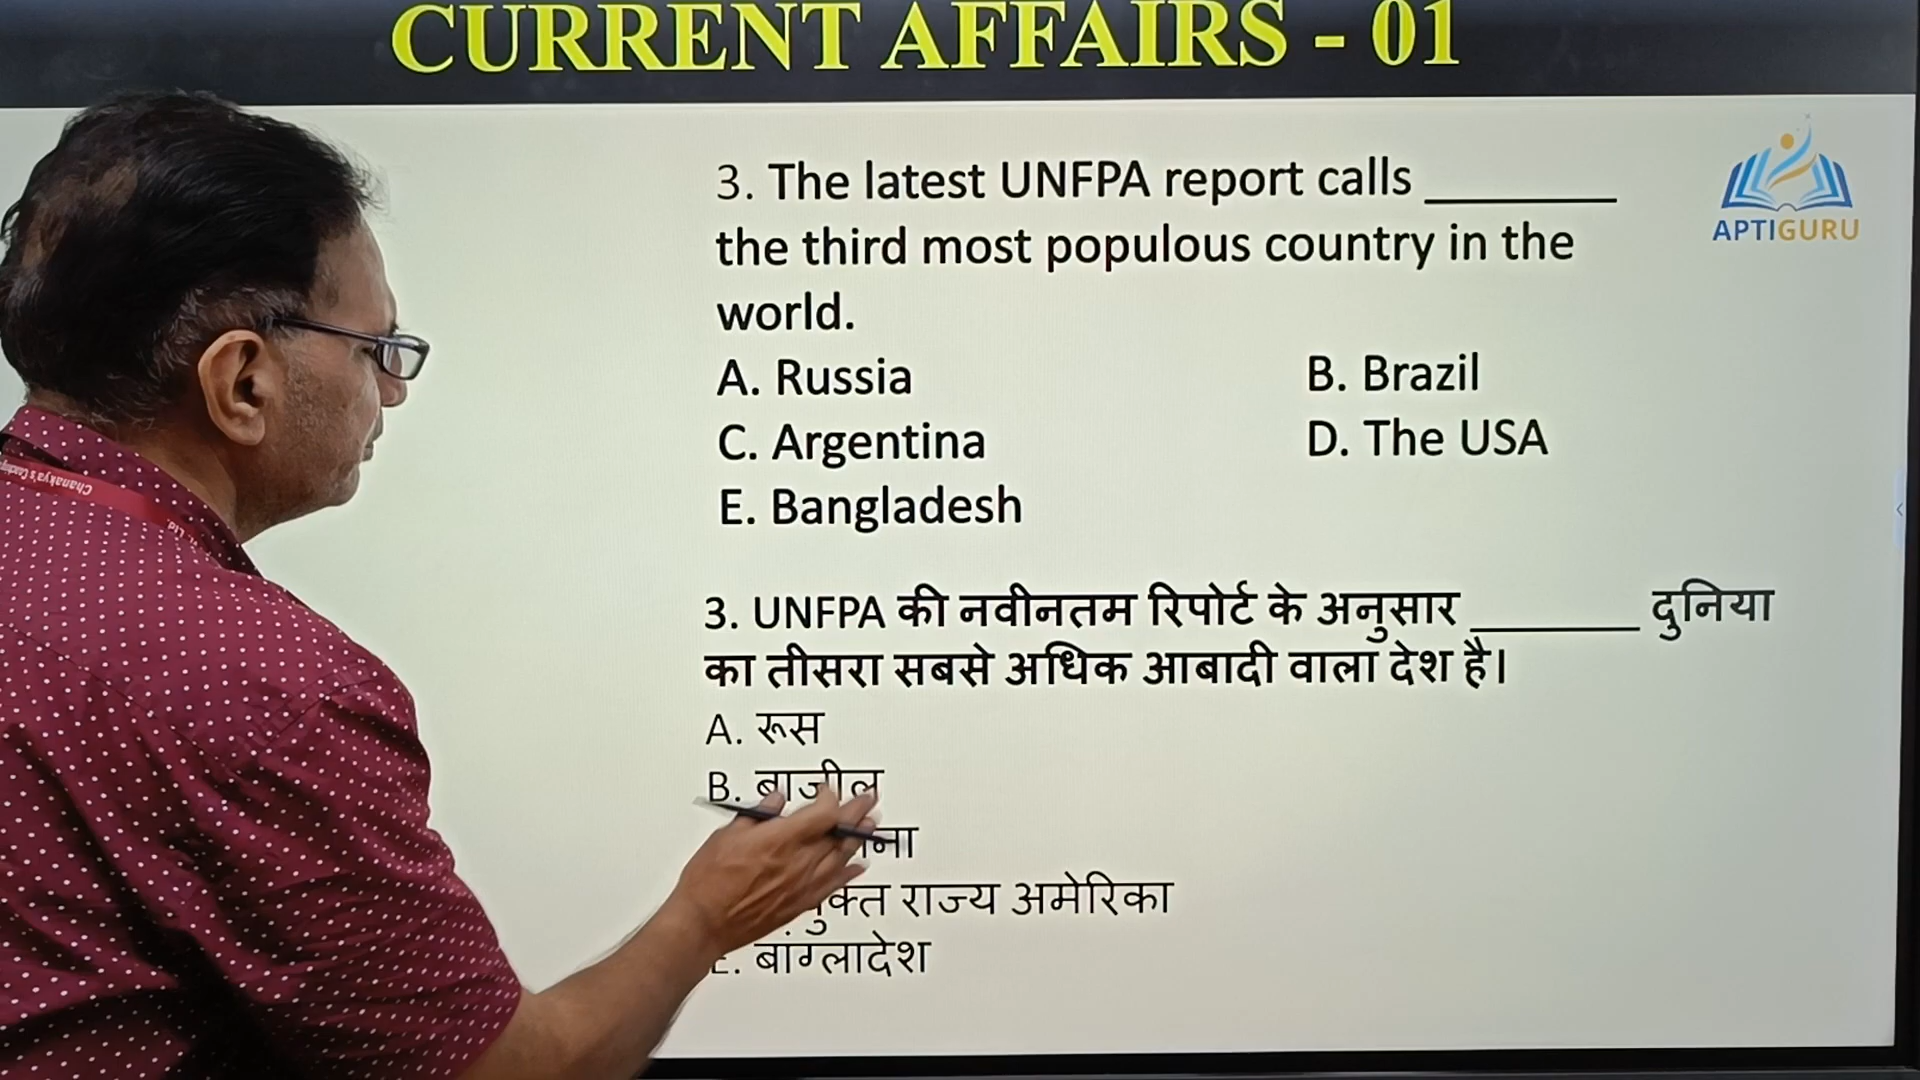 CURRENT AFFAIRS - 01
APTIGURU
3. The latest UNFPA report calls ________
the third most populous country in the
world.
A. Russia
B. Brazil
C. Argentina
D. The USA
E. Bangladesh
3. UNFPA की नवीनतम रिपोर्ट के अनुसार ________ दुनिया
का तीसरा सबसे अधिक आबादी वाला देश है।
A. रूस
B.
राज्य अमेरिका
E. बांग्लादेश
Chanakya's